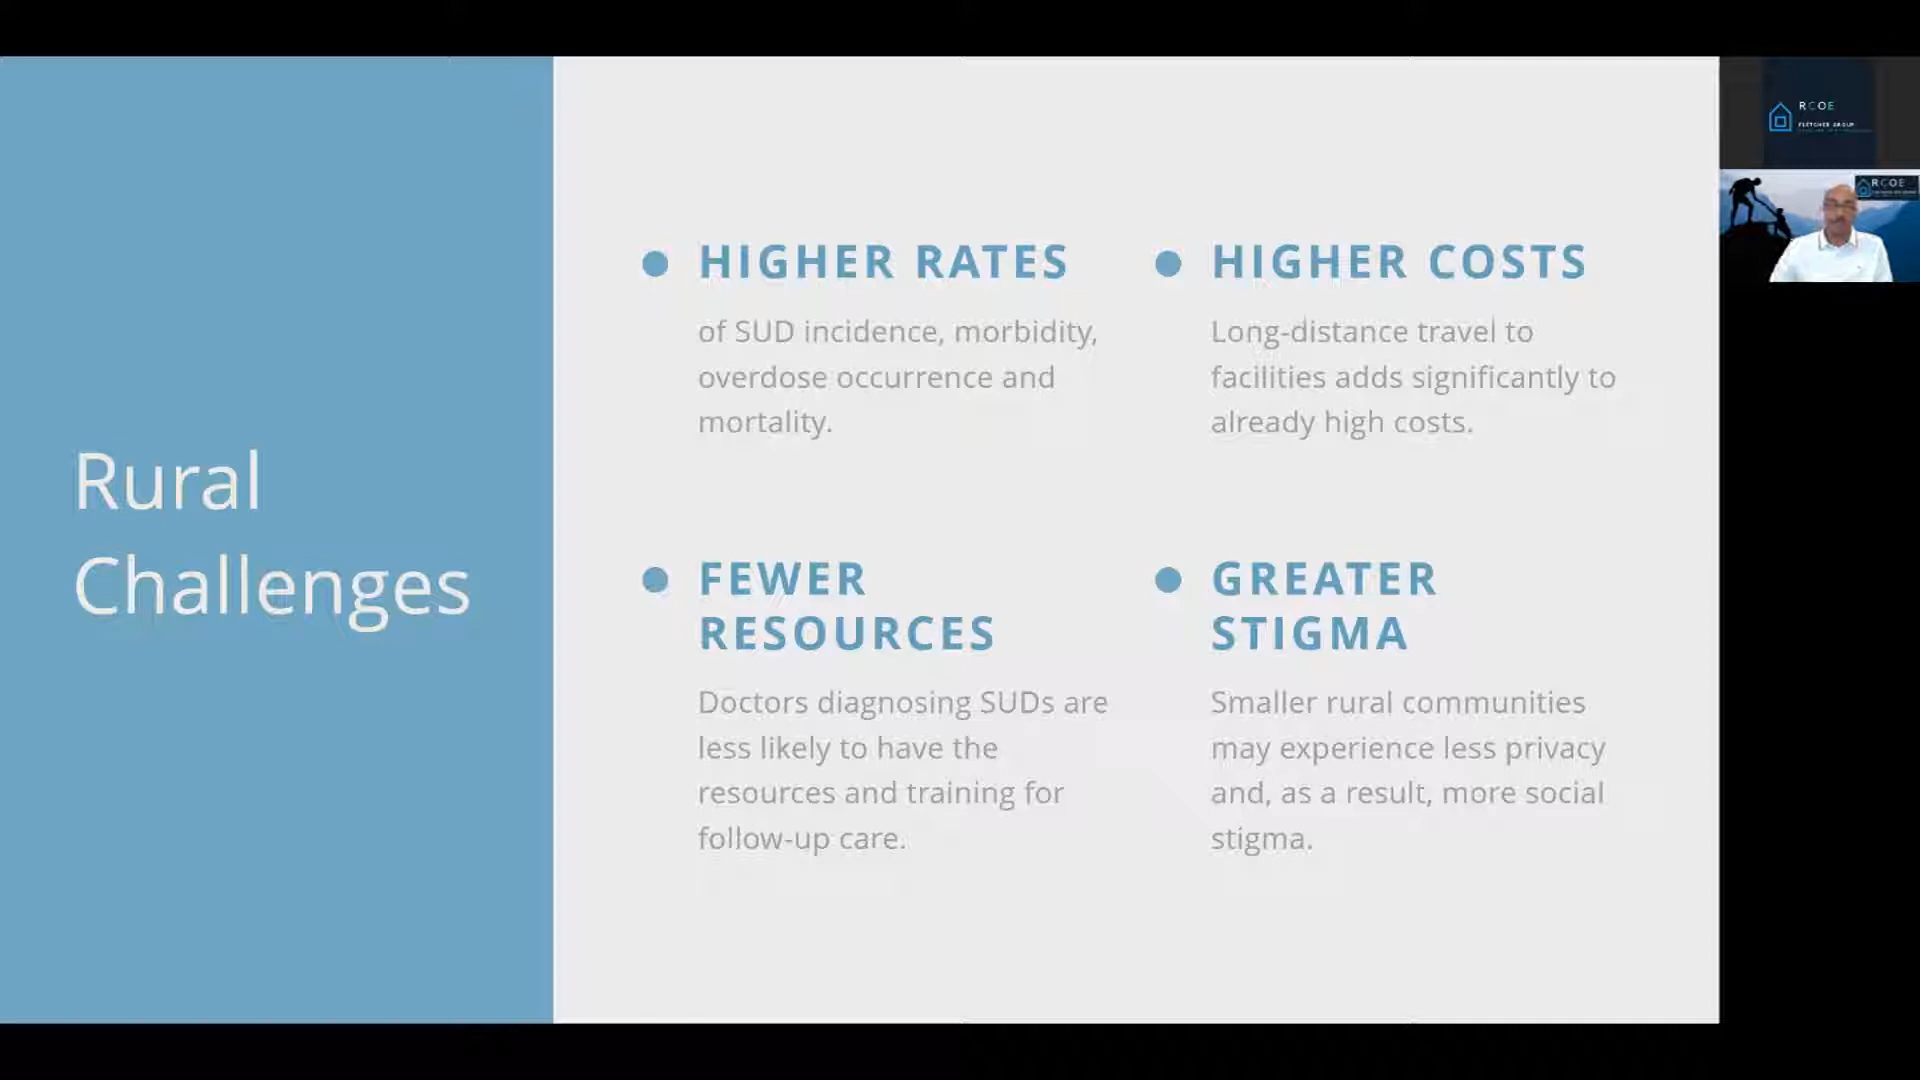 Rural
Challenges
HIGHER RATES
of SUD incidence, morbidity,
overdose occurrence and
mortality.
HIGHER COSTS
Long-distance travel to
facilities adds significantly to
already high costs.
FEWER
RESOURCES
Doctors diagnosing SUDs are
less likely to have the
resources and training for
follow-up care.
GREATER
STIGMA
Smaller rural communities
may experience less privacy
and, as a result, more social
stigma.
RCOE
FLETCHER GROUP
RCOE